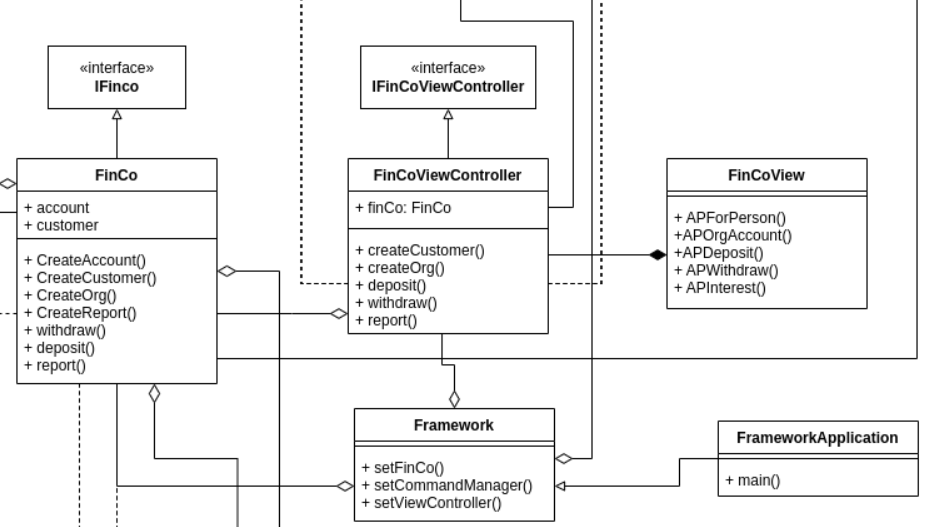 «interface»
IFinco
«interface»
IFinCoViewController
FinCo
+ account
+ customer
+ CreateAccount()
+ CreateCustomer()
+ CreateOrg()
+ CreateReport()
+ withdraw()
+ deposit()
+ report()
FinCoViewController
+ finCo: FinCo
+ createCustomer()
+ createOrg()
+ deposit()
+ withdraw()
+ report()
FinCoView
+ APForPerson()
+APOrgAccount()
+APDeposit()
+ APWithdraw()
+ APInterest()
Framework
+ setFinCo()
+ setCommandManager()
+ setViewController()
FrameworkApplication
+ main()